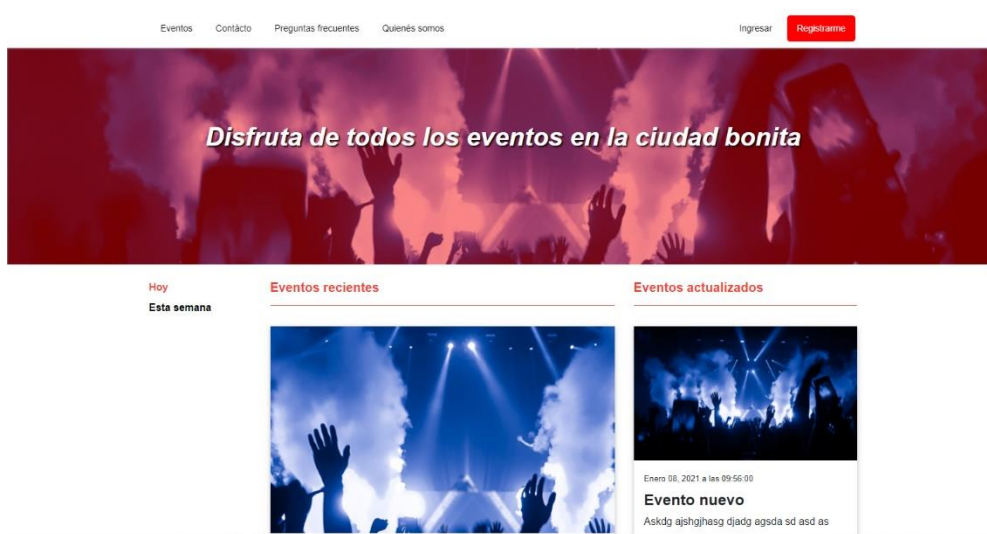 Eventos Contácto Preguntas frecuentes Quienés somos Ingresar Registrarme
Disfruta de todos los eventos en la ciudad bonita
Hoy
Esta semana
Eventos recientes
Eventos actualizados
Enero 08, 2021 a las 09:56:00
Evento nuevo
Askdg ajshgjhasg djadg agsda sd asd as